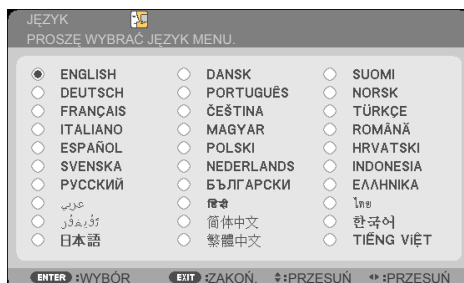 JĘZYK
PROSZĘ WYBRAĆ JĘZYK MENU.
ENGLISH DANSK SUOMI
DEUTSCH PORTUGUÊS NORSK
FRANÇAIS ČEŠTINA TÜRKÇE
ITALIANO MAGYAR ROMÂNĂ
ESPAÑOL POLSKI HRVATSKI
SVENSKA NEDERLANDS INDONESIA
РУССКИЙ БЪЛГАРСКИ ΕΛΛΗΝΙΚΑ
عربي हिंदी ไทย
简体中文 한국어
日本語 繁體中文 TIẾNG VIỆT
ENTER :WYBÓR EXIT :ZAKOŃ. :PRZESUŃ :PRZESUŃ